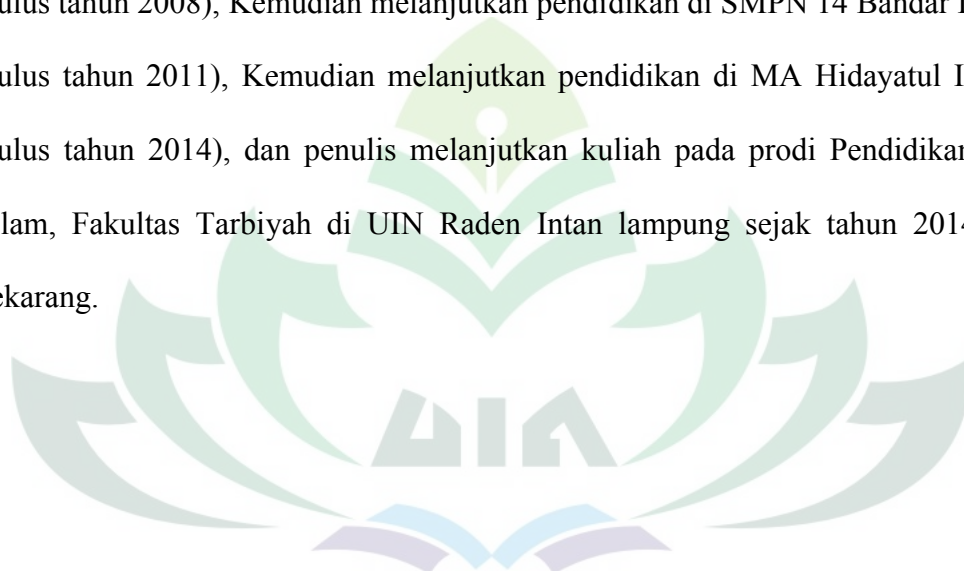 ulus tahun 2008), Kemudian melanjutkan pendidikan di SMPN 14 Bandar
ulus tahun 2011), Kemudian melanjutkan pendidikan di MA Hidayatul
ulus tahun 2014), dan penulis melanjutkan kuliah pada prodi Pendidikan
lam, Fakultas Tarbiyah di UIN Raden Intan lampung sejak tahun 2014
ekarang.
UIN